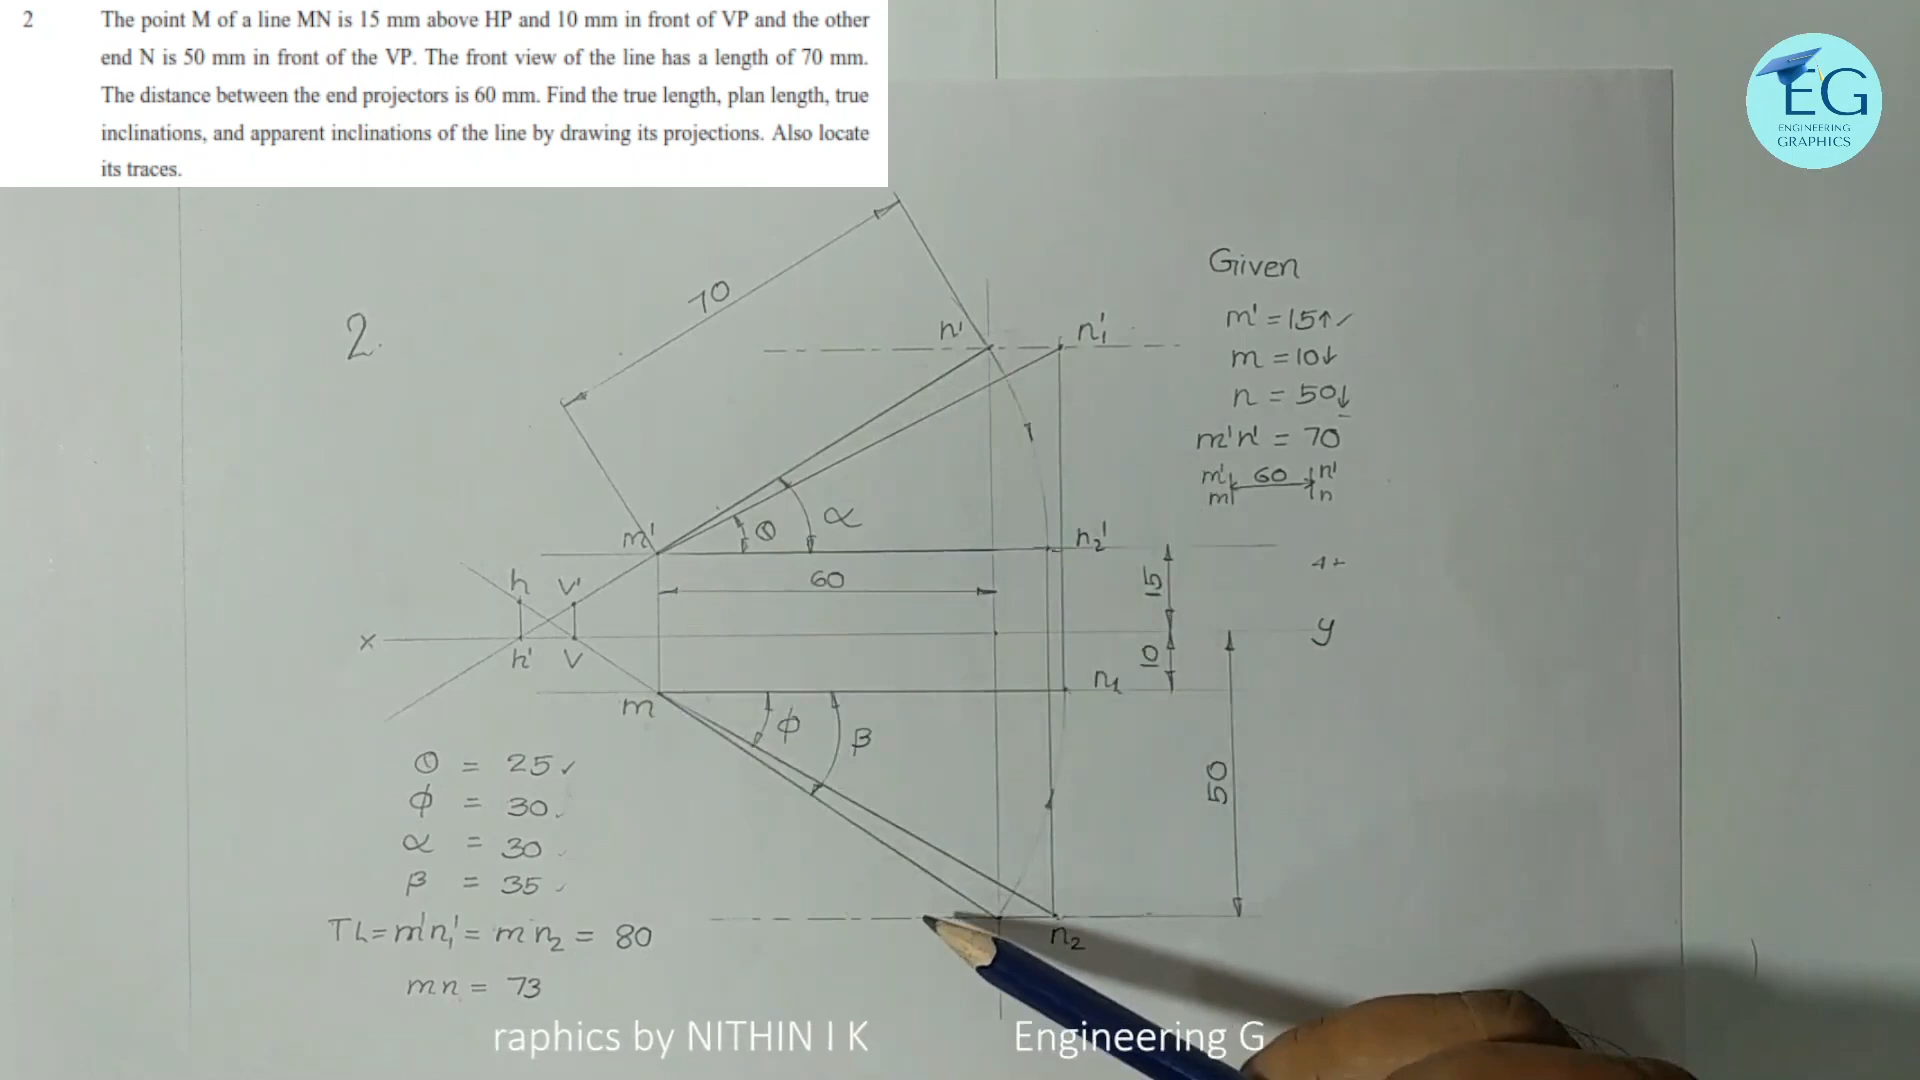 2
The point M of a line MN is 15 mm above HP and 10 mm in front of VP and the other
end N is 50 mm in front of the VP. The front view of the line has a length of 70 mm.
The distance between the end projectors is 60 mm. Find the true length, plan length, true
inclinations, and apparent inclinations of the line by drawing its projections. Also locate
its traces.
EG
ENGINEERING
GRAPHICS
2.
70
n'
n₁'
Given
m' = 15↑✓
m = 10↓
n = 50↓
m'n' = 70
m' 60 n'
m n
m'
θ
α
n₂'
h
v'
60
15
x
y
h'
v
10
m
n₁
φ
β
50
θ = 25✓
φ = 30
α = 30
β = 35
TL = m'n₁' = mn₂ = 80
n₂
mn = 73
raphics by NITHIN I K
Engineering G